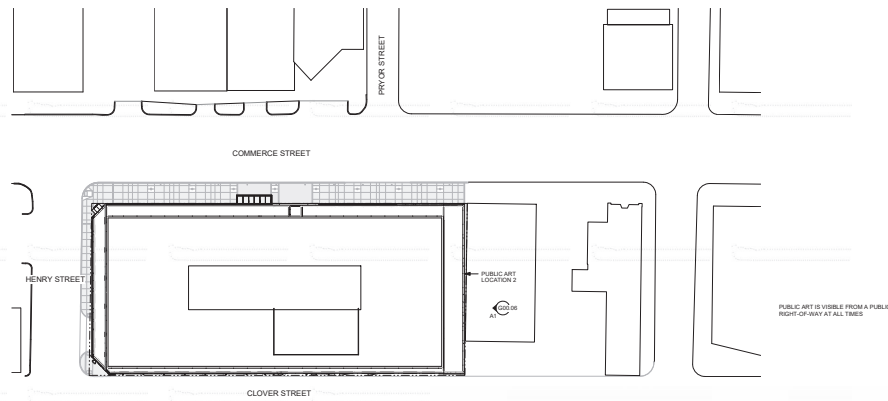 PRYOR STREET
COMMERCE STREET
HENRY STREET
PUBLIC ART
LOCATION 2
G00.06
A1
PUBLIC ART IS VISIBLE FROM A PUBLIC
RIGHT-OF-WAY AT ALL TIMES
CLOVER STREET